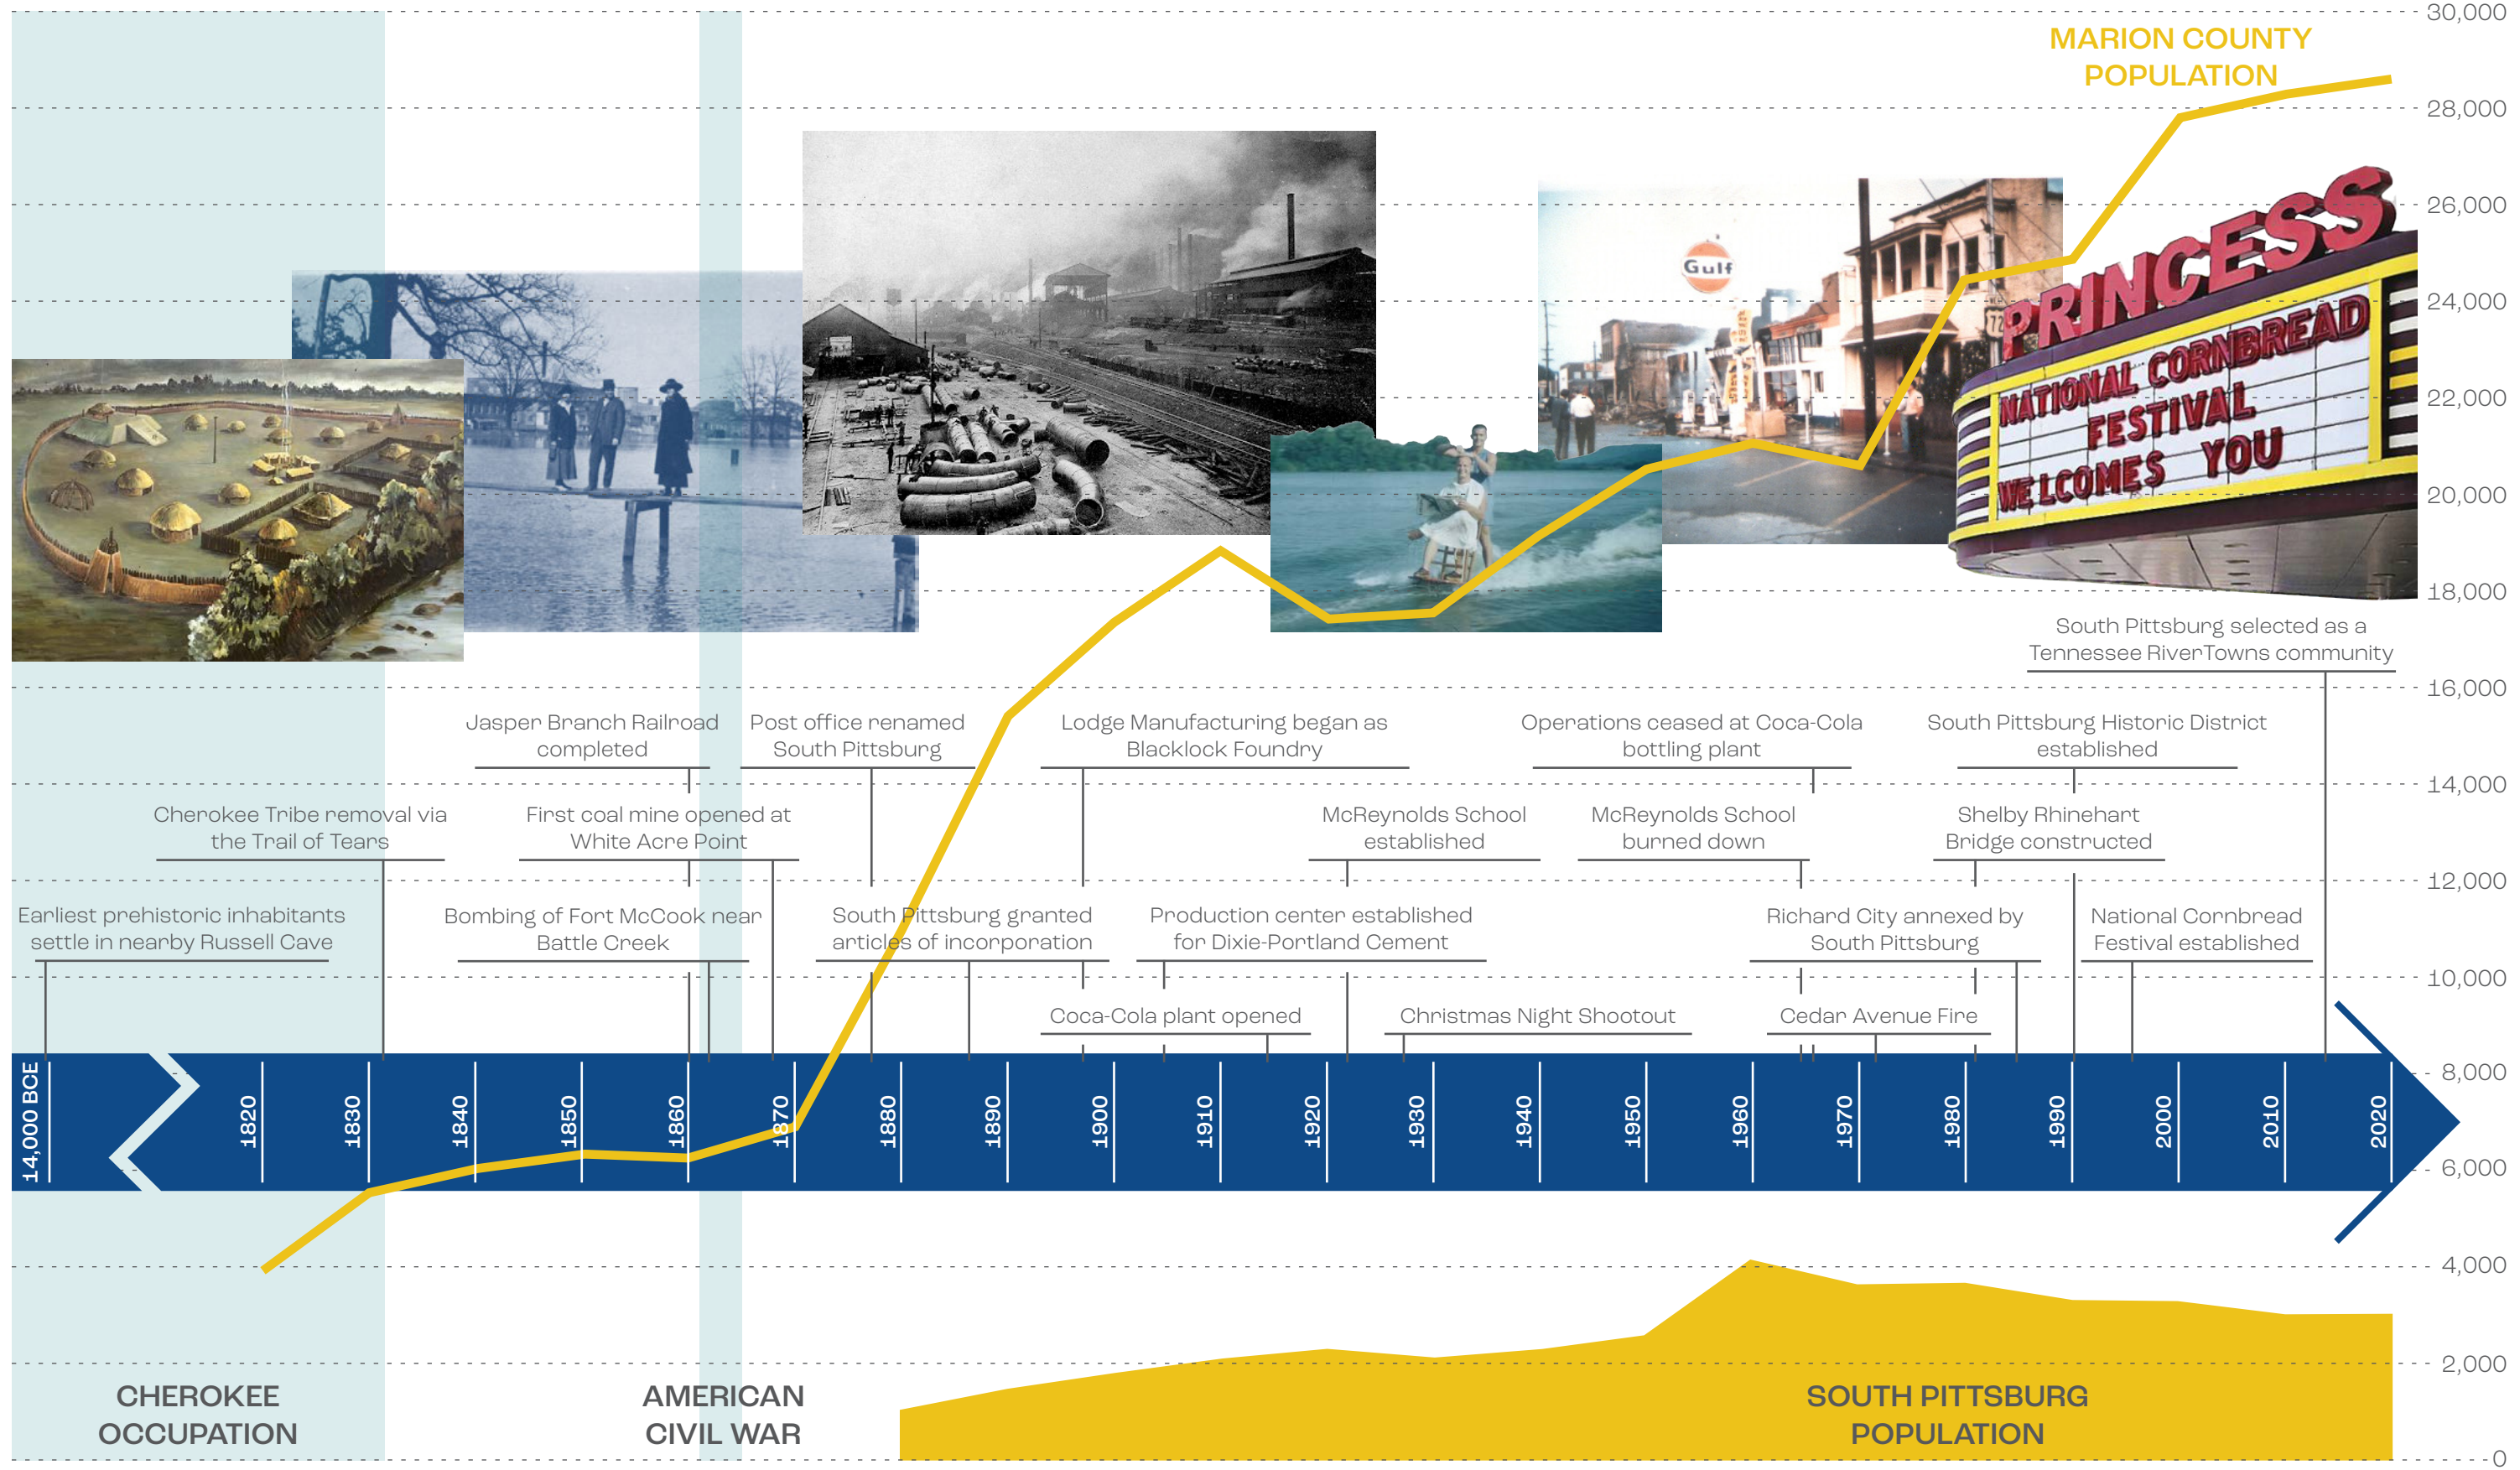 30,000
MARION COUNTY
POPULATION
28,000
26,000
24,000
22,000
20,000
18,000
16,000
14,000
12,000
10,000
8,000
6,000
4,000
2,000
0
Gulf
72
PRINCESS
NATIONAL CORNBREAD
FESTIVAL
WELCOMES YOU
South Pittsburg selected as a
Tennessee RiverTowns community
Jasper Branch Railroad
completed
Post office renamed
South Pittsburg
Lodge Manufacturing began as
Blacklock Foundry
Operations ceased at Coca-Cola
bottling plant
South Pittsburg Historic District
established
Cherokee Tribe removal via
the Trail of Tears
First coal mine opened at
White Acre Point
McReynolds School
established
McReynolds School
burned down
Shelby Rhinehart
Bridge constructed
Earliest prehistoric inhabitants
settle in nearby Russell Cave
Bombing of Fort McCook near
Battle Creek
South Pittsburg granted
articles of incorporation
Production center established
for Dixie-Portland Cement
Richard City annexed by
South Pittsburg
National Cornbread
Festival established
Coca-Cola plant opened
Christmas Night Shootout
Cedar Avenue Fire
14,000 BCE
1820
1830
1840
1850
1860
1870
1880
1890
1900
1910
1920
1930
1940
1950
1960
1970
1980
1990
2000
2010
2020
CHEROKEE
OCCUPATION
AMERICAN
CIVIL WAR
SOUTH PITTSBURG
POPULATION